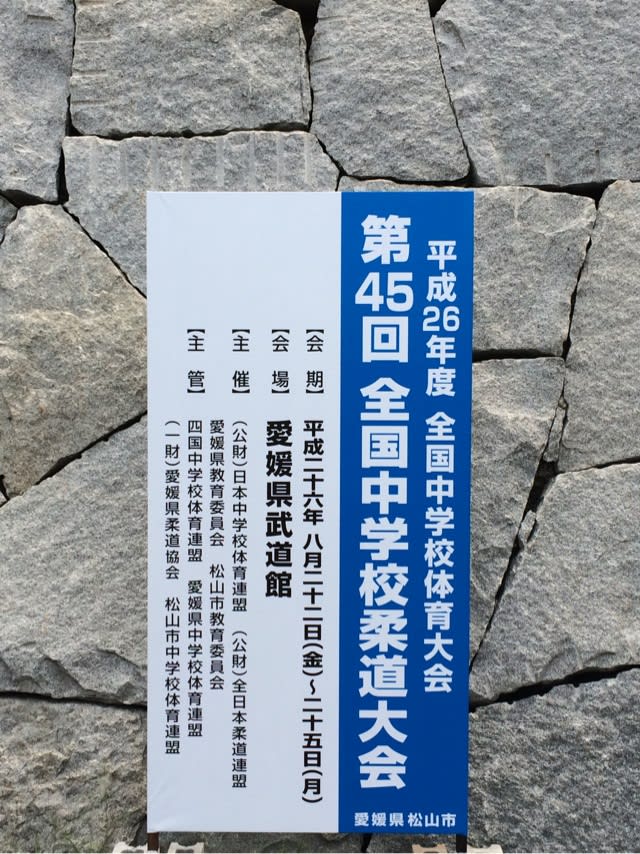 平成26年度 全国中学校体育大会
第45回 全国中学校柔道大会
愛媛県 松山市
【会期】 平成二十六年 八月二十二日(金)～二十五日(月)
【会場】 愛媛県武道館
【主催】 (公財)日本中学校体育連盟 (公財)全日本柔道連盟
愛媛県教育委員会 松山市教育委員会
【主管】 四国中学校体育連盟 愛媛県中学校体育連盟
(一財)愛媛県柔道協会 松山市中学校体育連盟